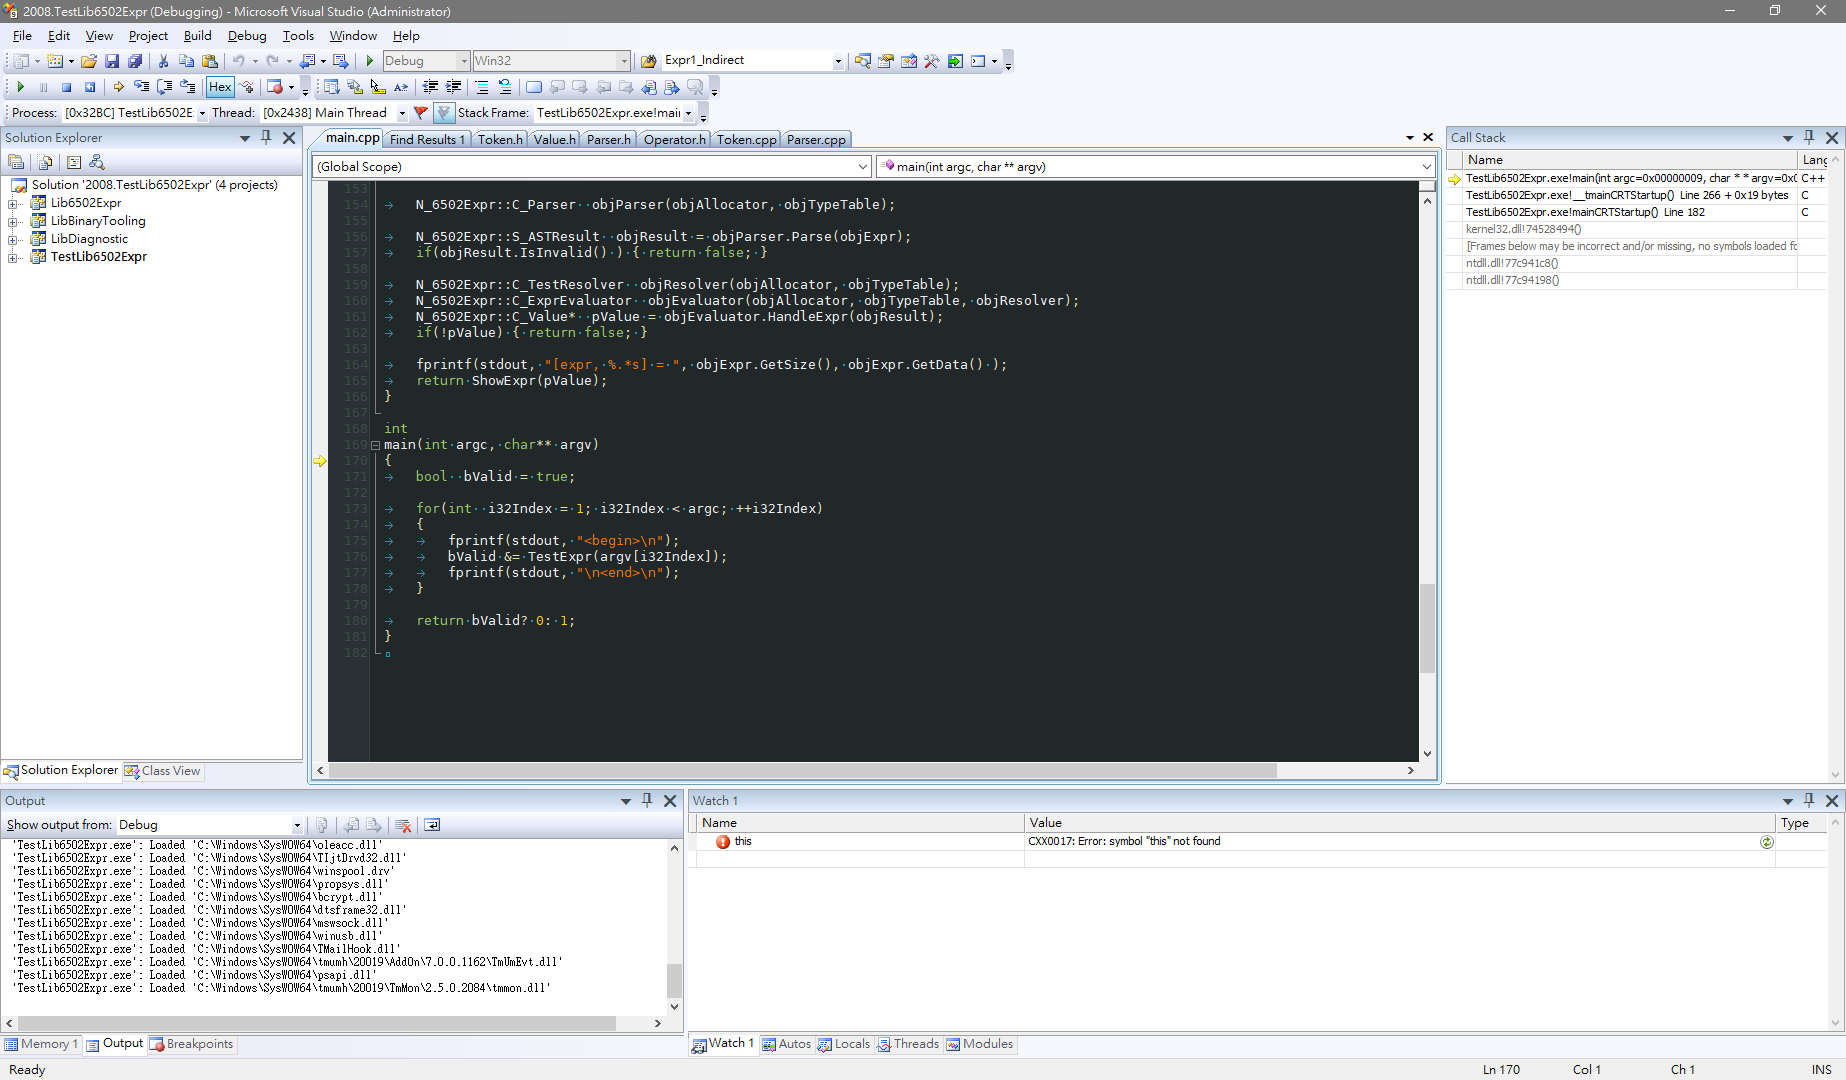 2008.TestLib6502Expr (Debugging) - Microsoft Visual Studio (Administrator)
File Edit View Project Build Debug Tools Window Help
Debug Win32 Expr1_Indirect
Hex
Process: [0x32BC] TestLib6502E: Thread: [0x2438] Main Thread Stack Frame: TestLib6502Expr.exe!mai
Solution Explorer
Solution '2008.TestLib6502Expr' (4 projects)
Lib6502Expr
LibBinaryTooling
LibDiagnostic
TestLib6502Expr
Solution Explorer Class View
main.cpp Find Results 1 Token.h Value.h Parser.h Operator.h Token.cpp Parser.cpp
(Global Scope) main(int argc, char ** argv)
153
154 N_6502Expr::C_Parser objParser(objAllocator, objTypeTable);
155
156 N_6502Expr::S_ASTResult objResult = objParser.Parse(objExpr);
157 if(objResult.IsInvalid() ) { return false; }
158
159 N_6502Expr::C_TestResolver objResolver(objAllocator, objTypeTable);
160 N_6502Expr::C_ExprEvaluator objEvaluator(objAllocator, objTypeTable, objResolver);
161 N_6502Expr::C_Value* pValue = objEvaluator.HandleExpr(objResult);
162 if(!pValue) { return false; }
163
164 fprintf(stdout, "[expr, %.*s] = ", objExpr.GetSize(), objExpr.GetData() );
165 return ShowExpr(pValue);
166 }
167
168 int
169 main(int argc, char** argv)
170 {
171 bool bValid = true;
172
173 for(int i32Index = 1; i32Index < argc; ++i32Index)
174 {
175 fprintf(stdout, "<begin>\n");
176 bValid &= TestExpr(argv[i32Index]);
177 fprintf(stdout, "\n<end>\n");
178 }
179
180 return bValid? 0: 1;
181 }
182
Call Stack
Name Lang
TestLib6502Expr.exe!main(int argc=0x00000009, char * * argv=0x0 C++
TestLib6502Expr.exe!__tmainCRTStartup() Line 266 + 0x19 bytes C
TestLib6502Expr.exe!mainCRTStartup() Line 182 C
kernel32.dll!74528494()
[Frames below may be incorrect and/or missing, no symbols loaded fo
ntdll.dll!77c941c8()
ntdll.dll!77c94198()
Output
Show output from: Debug
'TestLib6502Expr.exe': Loaded 'C:\Windows\SysWOW64\oleacc.dll'
'TestLib6502Expr.exe': Loaded 'C:\Windows\SysWOW64\TIjtDrvd32.dll'
'TestLib6502Expr.exe': Loaded 'C:\Windows\SysWOW64\winspool.drv'
'TestLib6502Expr.exe': Loaded 'C:\Windows\SysWOW64\propsys.dll'
'TestLib6502Expr.exe': Loaded 'C:\Windows\SysWOW64\bcrypt.dll'
'TestLib6502Expr.exe': Loaded 'C:\Windows\SysWOW64\dtsframe32.dll'
'TestLib6502Expr.exe': Loaded 'C:\Windows\SysWOW64\mswsock.dll'
'TestLib6502Expr.exe': Loaded 'C:\Windows\SysWOW64\winusb.dll'
'TestLib6502Expr.exe': Loaded 'C:\Windows\SysWOW64\TMailHook.dll'
'TestLib6502Expr.exe': Loaded 'C:\Windows\SysWOW64\tmumh\20019\AddOn\7.0.0.1162\TmUmEvt.dll'
'TestLib6502Expr.exe': Loaded 'C:\Windows\SysWOW64\psapi.dll'
'TestLib6502Expr.exe': Loaded 'C:\Windows\SysWOW64\tmumh\20019\TmMon\2.5.0.2084\tmmon.dll'
Memory 1 Output Breakpoints
Watch 1
Name Value Type
this CXX0017: Error: symbol "this" not found
Watch 1 Autos Locals Threads Modules
Ready Ln 170 Col 1 Ch 1 INS